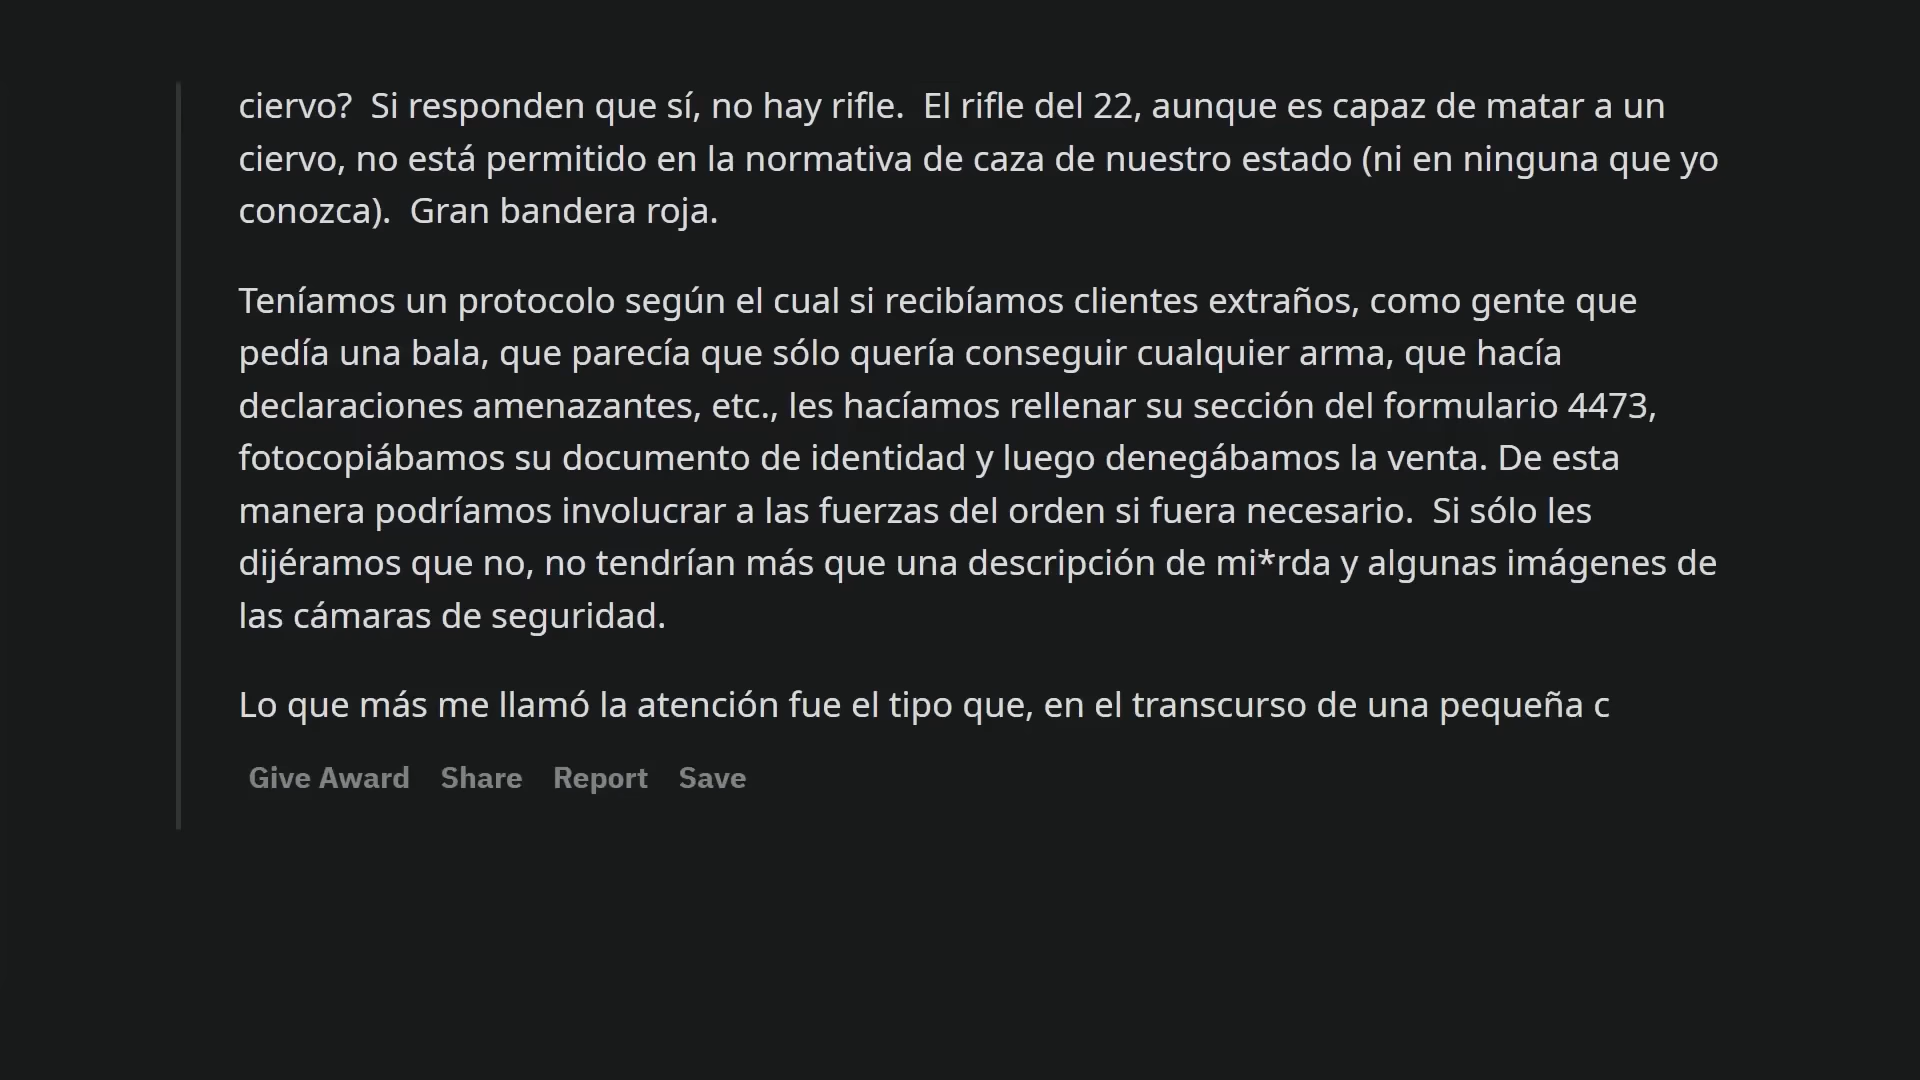 ciervo?  Si responden que sí, no hay rifle.  El rifle del 22, aunque es capaz de matar a un
ciervo, no está permitido en la normativa de caza de nuestro estado (ni en ninguna que yo
conozca).  Gran bandera roja.
Teníamos un protocolo según el cual si recibíamos clientes extraños, como gente que
pedía una bala, que parecía que sólo quería conseguir cualquier arma, que hacía
declaraciones amenazantes, etc., les hacíamos rellenar su sección del formulario 4473,
fotocopiábamos su documento de identidad y luego denegábamos la venta. De esta
manera podríamos involucrar a las fuerzas del orden si fuera necesario.  Si sólo les
dijéramos que no, no tendrían más que una descripción de mi*rda y algunas imágenes de
las cámaras de seguridad.
Lo que más me llamó la atención fue el tipo que, en el transcurso de una pequeña c
Give Award Share Report Save